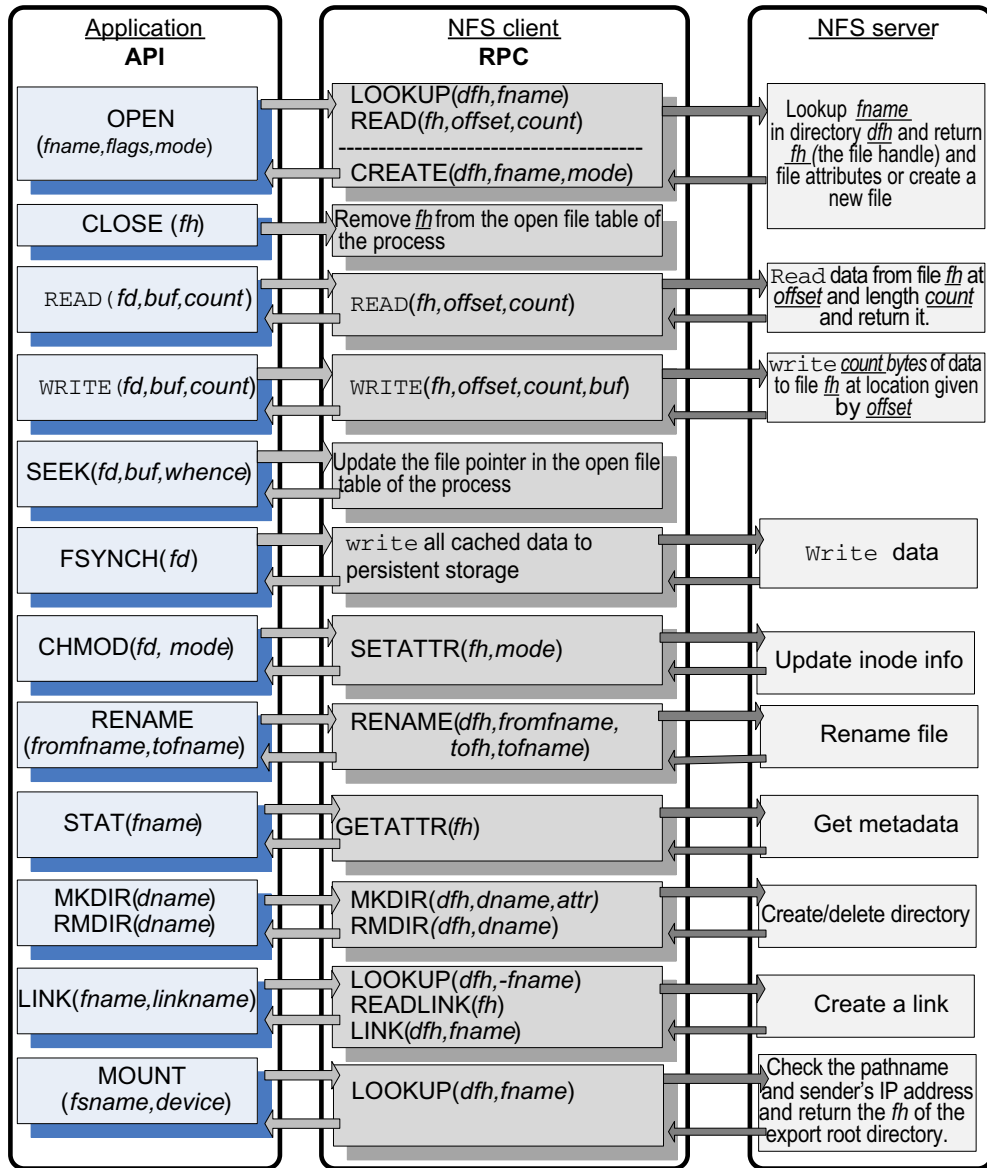 Application
API
NFS client
RPC
NFS server
OPEN
(fname,flags,mode)
LOOKUP(dfh,fname)
READ(fh,offset,count)
--------------------------------------
CREATE(dfh,fname,mode)
Lookup fname
in directory dfh and return
fh (the file handle) and
file attributes or create a
new file
CLOSE (fh)
Remove fh from the open file table of
the process
READ(fd,buf,count)
READ(fh,offset,count)
Read data from file fh at
offset and length count
and return it.
WRITE(fd,buf,count)
WRITE(fh,offset,count,buf)
write count bytes of data
to file fh at location given
by offset
SEEK(fd,buf,whence)
Update the file pointer in the open file
table of the process
FSYNCH(fd)
write all cached data to
persistent storage
Write data
CHMOD(fd, mode)
SETATTR(fh,mode)
Update inode info
RENAME
(fromfname,tofname)
RENAME(dfh,fromfname,
tofh,tofname)
Rename file
STAT(fname)
GETATTR(fh)
Get metadata
MKDIR(dname)
RMDIR(dname)
MKDIR(dfh,dname,attr)
RMDIR(dfh,dname)
Create/delete directory
LINK(fname,linkname)
LOOKUP(dfh,-fname)
READLINK(fh)
LINK(dfh,fname)
Create a link
MOUNT
(fsname,device)
LOOKUP(dfh,fname)
Check the pathname
and sender's IP address
and return the fh of the
export root directory.